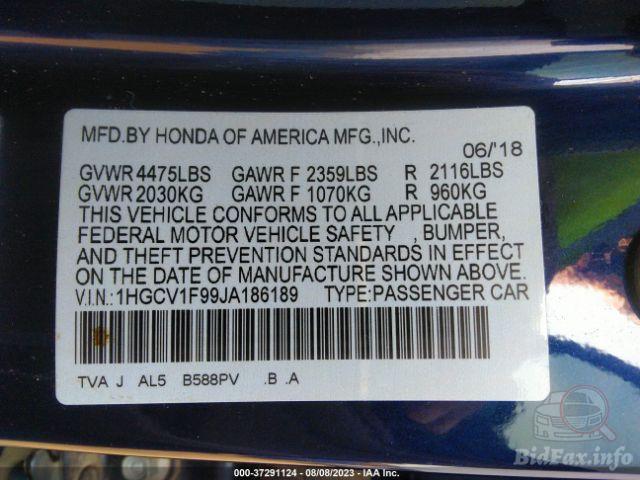 MFD.BY HONDA OF AMERICA MFG.,INC.
06/'18
GVWR 4475LBS GAWR F 2359LBS R 2116LBS
GVWR 2030KG GAWR F 1070KG R 960KG
THIS VEHICLE CONFORMS TO ALL APPLICABLE
FEDERAL MOTOR VEHICLE SAFETY , BUMPER,
AND THEFT PREVENTION STANDARDS IN EFFECT
ON THE DATE OF MANUFACTURE SHOWN ABOVE.
V.I.N.: 1HGCV1F99JA186189 TYPE:PASSENGER CAR
TVA J AL5 B588PV .B .A
BidFax.info
000-37291124 - 08/08/2023 - IAA Inc.